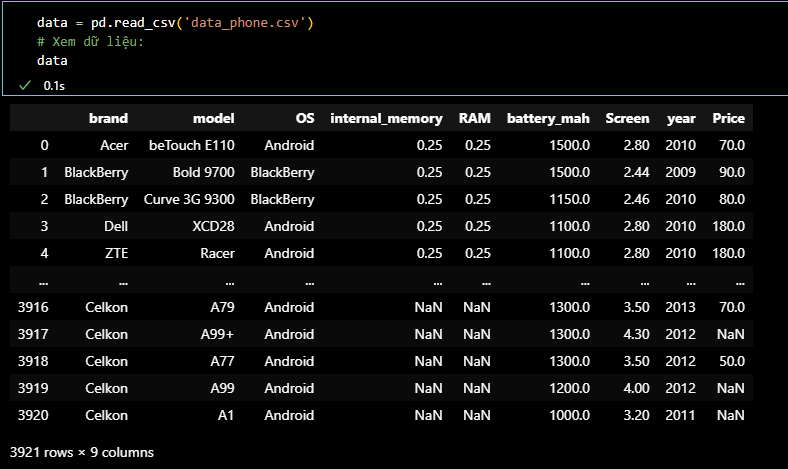 data = pd.read_csv('data_phone.csv')
# Xem dữ liệu:
data
0.1s
brand model OS internal_memory RAM battery_mah Screen year Price
0 Acer beTouch E110 Android 0.25 0.25 1500.0 2.80 2010 70.0
1 BlackBerry Bold 9700 BlackBerry 0.25 0.25 1500.0 2.44 2009 90.0
2 BlackBerry Curve 3G 9300 BlackBerry 0.25 0.25 1150.0 2.46 2010 80.0
3 Dell XCD28 Android 0.25 0.25 1100.0 2.80 2010 180.0
4 ZTE Racer Android 0.25 0.25 1100.0 2.80 2010 180.0
... ... ... ... ... ... ... ... ... ...
3916 Celkon A79 Android NaN NaN 1300.0 3.50 2013 70.0
3917 Celkon A99+ Android NaN NaN 1300.0 4.30 2012 NaN
3918 Celkon A77 Android NaN NaN 1300.0 3.50 2012 50.0
3919 Celkon A99 Android NaN NaN 1200.0 4.00 2012 NaN
3920 Celkon A1 Android NaN NaN 1000.0 3.20 2011 NaN
3921 rows × 9 columns